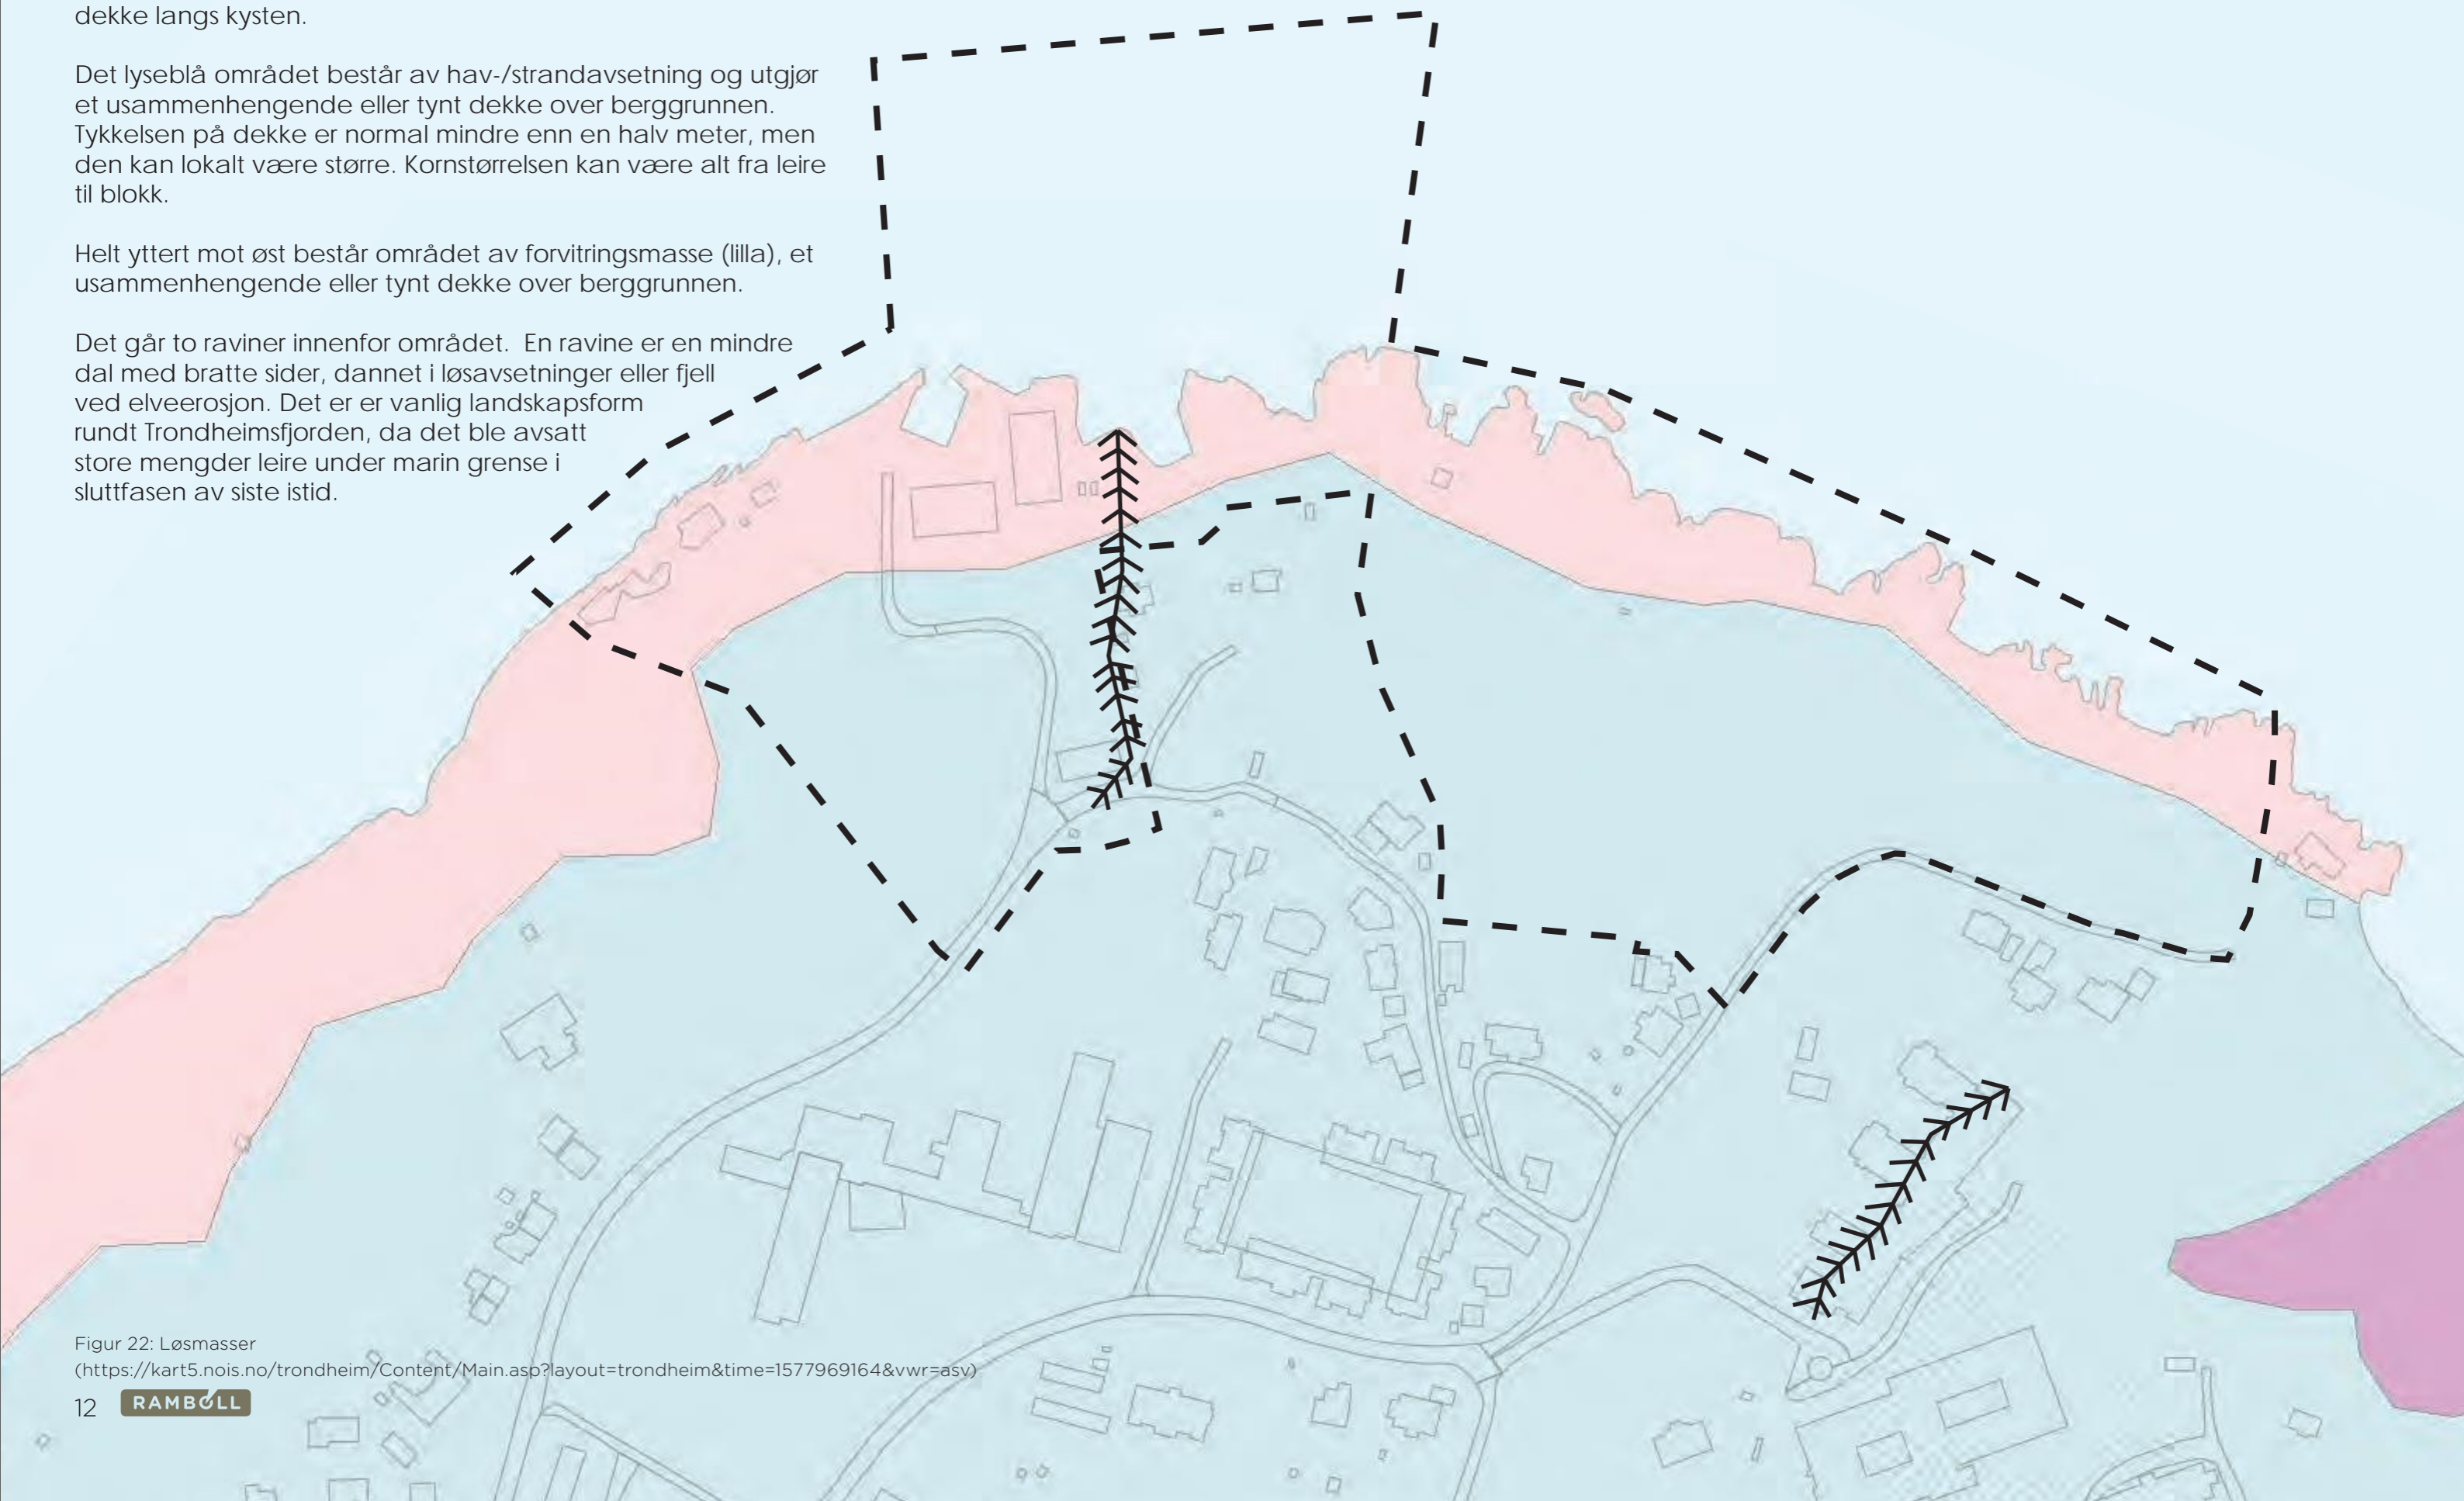 dekke langs kysten.
Det lyseblå området består av hav-/strandavsetning og utgjør
et usammenhengende eller tynt dekke over berggrunnen.
Tykkelsen på dekke er normal mindre enn en halv meter, men
den kan lokalt være større. Kornstørrelsen kan være alt fra leire
til blokk.
Helt yttert mot øst består området av forvitringsmasse (lilla), et
usammenhengende eller tynt dekke over berggrunnen.
Det går to raviner innenfor området.  En ravine er en mindre
dal med bratte sider, dannet i løsavsetninger eller fjell
ved elveerosjon. Det er er vanlig landskapsform
rundt Trondheimsfjorden, da det ble avsatt
store mengder leire under marin grense i
sluttfasen av siste istid.
Figur 22: Løsmasser
(https://kart5.nois.no/trondheim/Content/Main.asp?layout=trondheim&time=1577969164&vwr=asv)
12 RAMBØLL